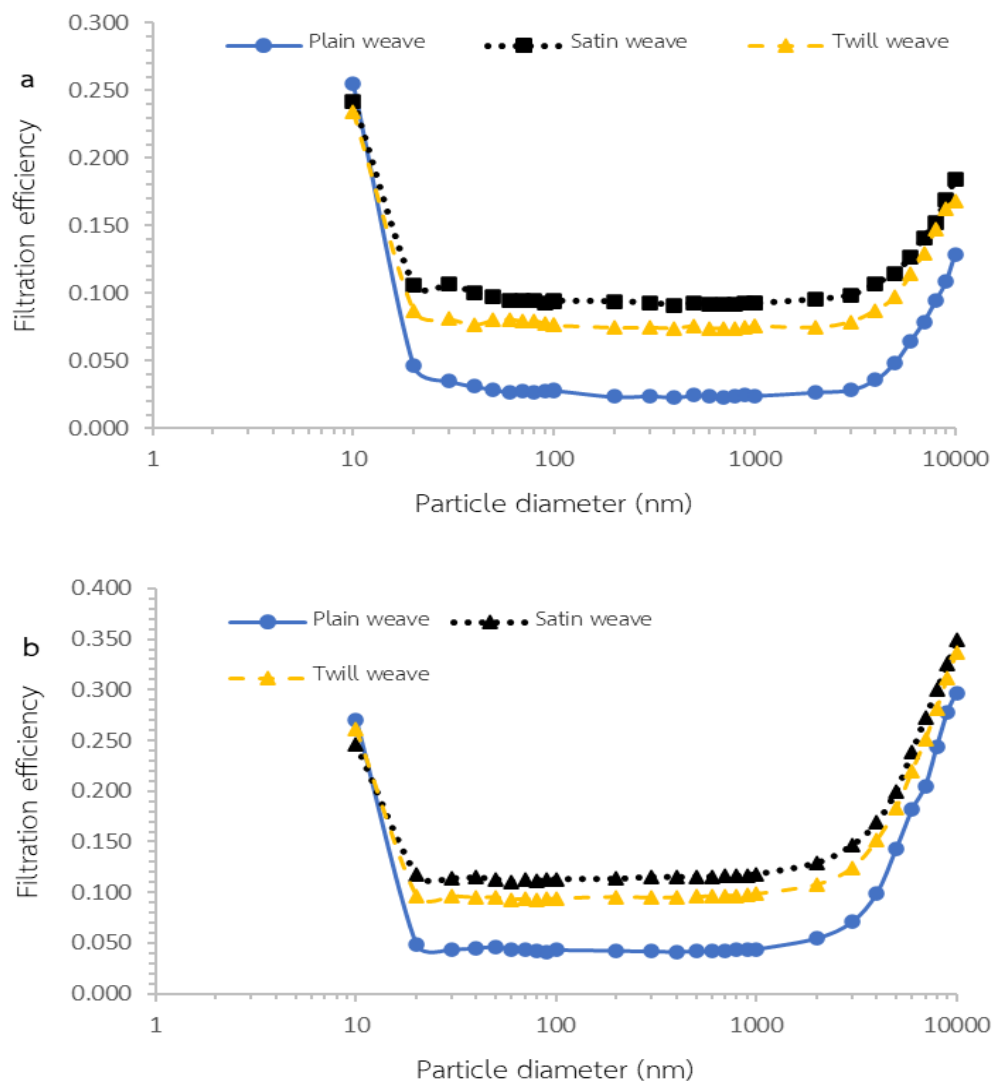 0.300
Plain weave Satin weave Twill weave
a
0.250
0.200
0.150
0.100
0.050
0.000
Filtration efficiency
1 10 100 1000 10000
Particle diameter (nm)
0.400
Plain weave Satin weave
0.350
b
Twill weave
0.300
0.250
0.200
0.150
0.100
0.050
0.000
Filtration efficiency
1 10 100 1000 10000
Particle diameter (nm)